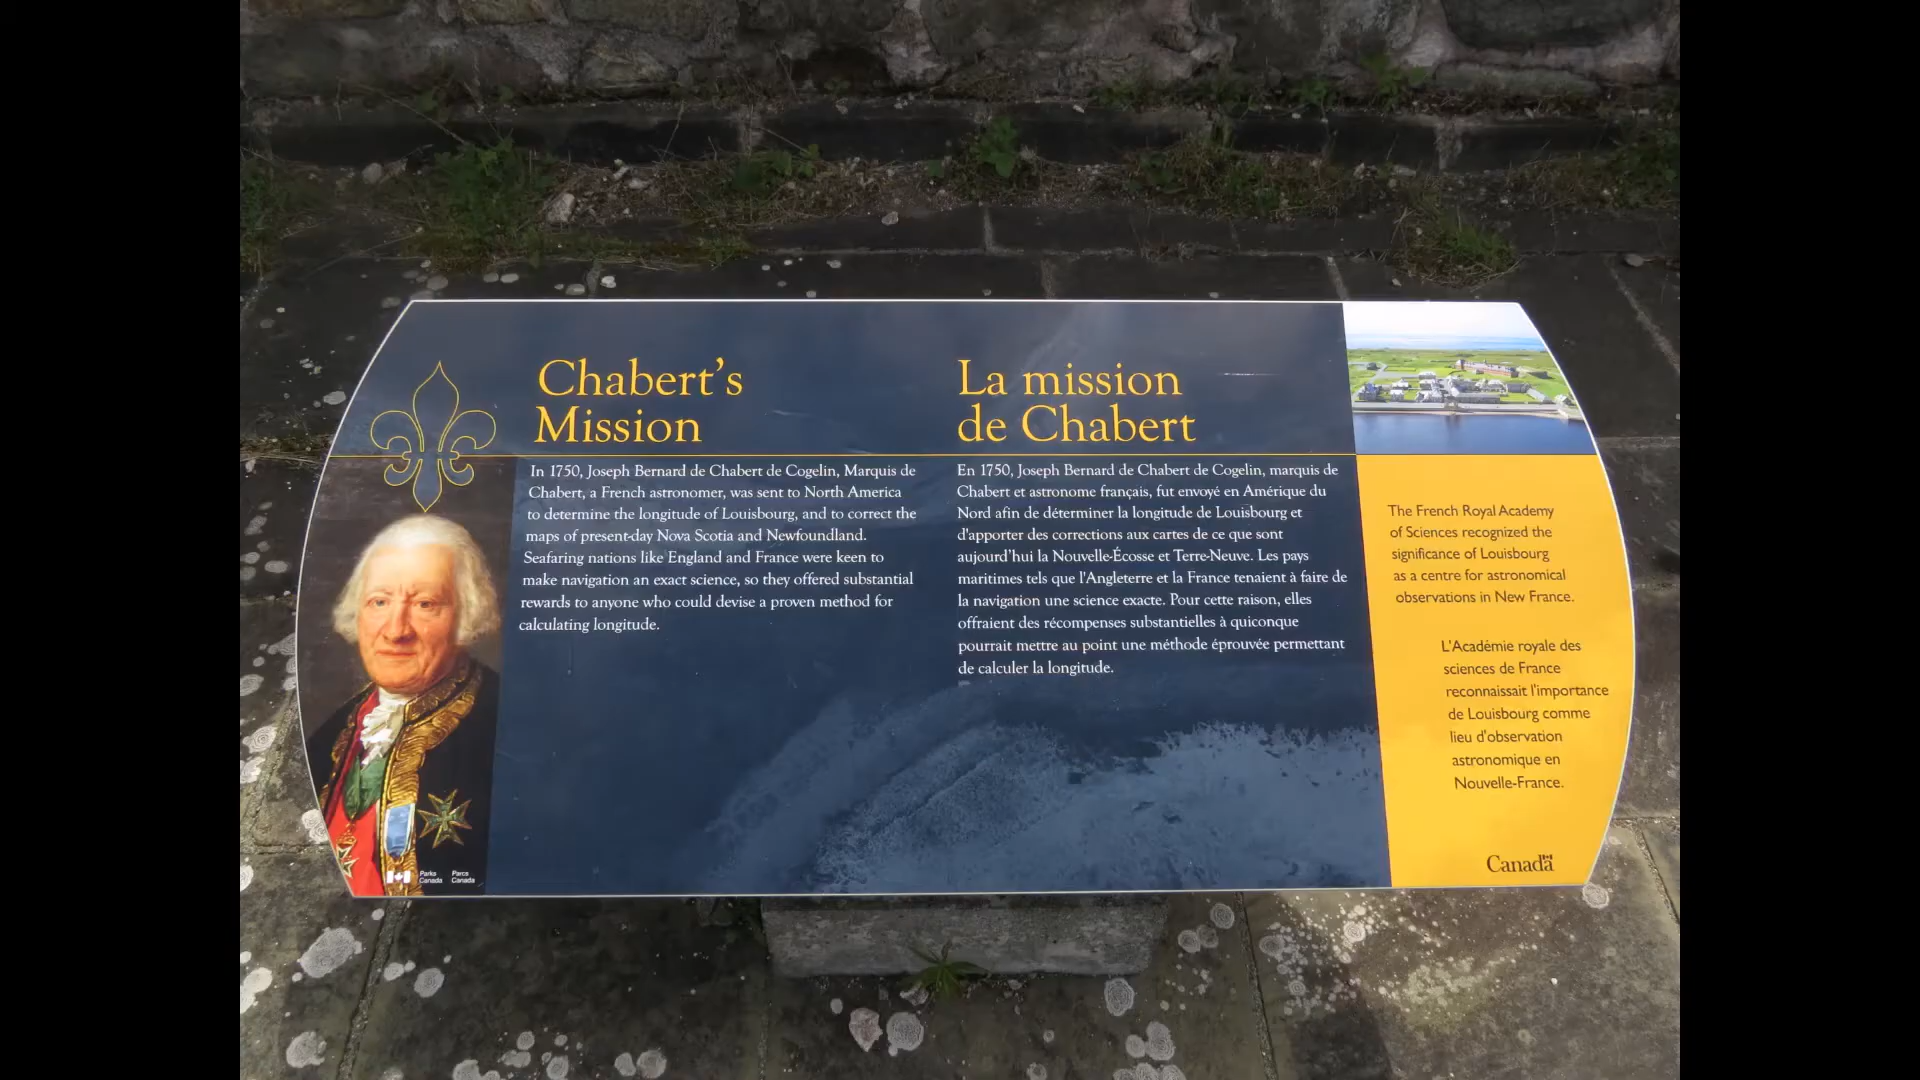 Chabert's
Mission
In 1750, Joseph Bernard de Chabert de Cogelin, Marquis de
Chabert, a French astronomer, was sent to North America
to determine the longitude of Louisbourg, and to correct the
maps of present-day Nova Scotia and Newfoundland.
Seafaring nations like England and France were keen to
make navigation an exact science, so they offered substantial
rewards to anyone who could devise a proven method for
calculating longitude.
La mission
de Chabert
En 1750, Joseph Bernard de Chabert de Cogelin, marquis de
Chabert et astronome français, fut envoyé en Amérique du
Nord afin de déterminer la longitude de Louisbourg et
d'apporter des corrections aux cartes de ce que sont
aujourd'hui la Nouvelle-Écosse et Terre-Neuve. Les pays
maritimes tels que l'Angleterre et la France tenaient à faire de
la navigation une science exacte. Pour cette raison, elles
offraient des récompenses substantielles à quiconque
pourrait mettre au point une méthode éprouvée permettant
de calculer la longitude.
The French Royal Academy
of Sciences recognized the
significance of Louisbourg
as a centre for astronomical
observations in New France.
L'Académie royale des
sciences de France
reconnaissait l'importance
de Louisbourg comme
lieu d'observation
astronomique en
Nouvelle-France.
Parks Parcs
Canada Canada
Canada